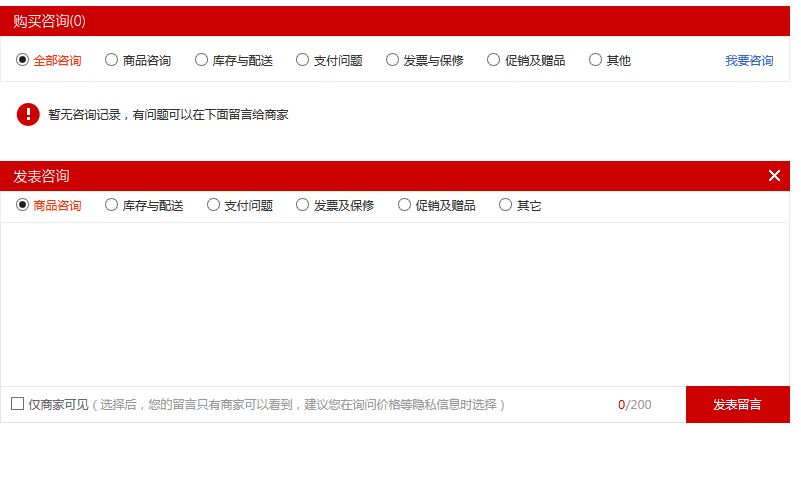 购买咨询(0)
全部咨询 商品咨询 库存与配送 支付问题 发票与保修 促销及赠品 其他 我要咨询
暂无咨询记录，有问题可以在下面留言给商家
发表咨询
商品咨询 库存与配送 支付问题 发票及保修 促销及赠品 其它
仅商家可见（选择后，您的留言只有商家可以看到，建议您在询问价格等隐私信息时选择） 0/200 发表留言